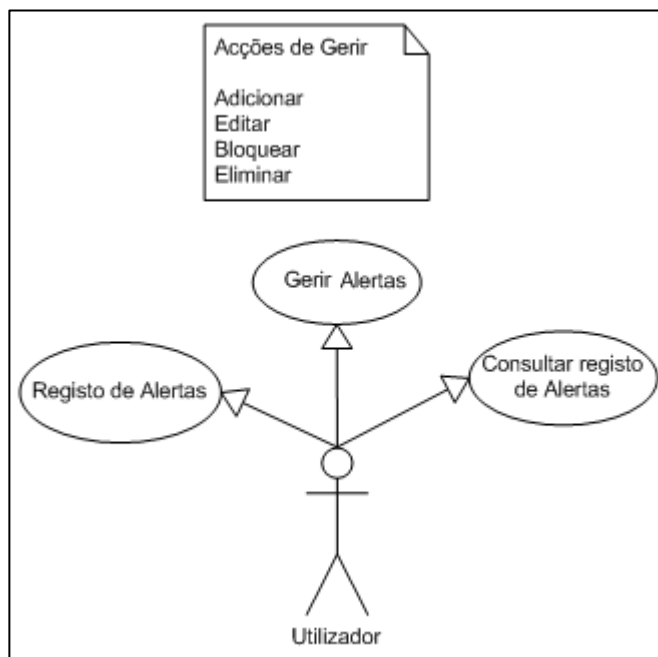 Acções de Gerir
Adicionar
Editar
Bloquear
Eliminar
Gerir Alertas
Registo de Alertas
Consultar registo
de Alertas
Utilizador